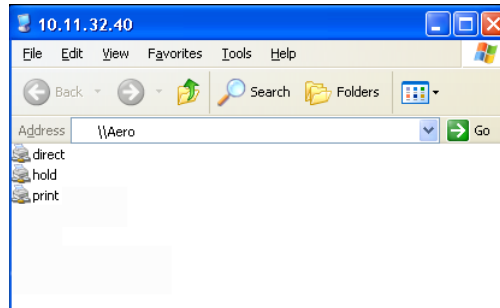 10.11.32.40
File Edit View Favorites Tools Help
Back Search Folders
Address \\Aero Go
direct
hold
print